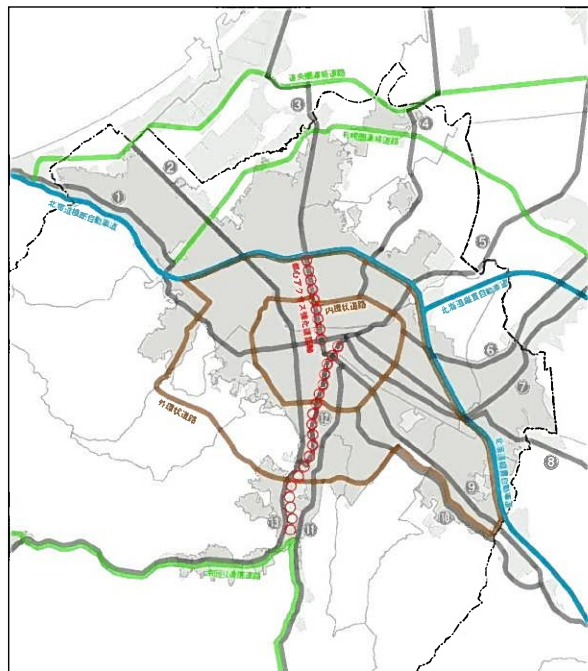 道央圏連絡道路
③
④
札幌圏連絡道路
②
①
北海道横断自動車道
⑤
都心アクセス強化道路軸
北海道縦貫自動車道
内環状道路
⑥
⑦
外環状道路
⑫
⑧
北海道縦貫自動車道
⑨
⑩
⑬
⑪